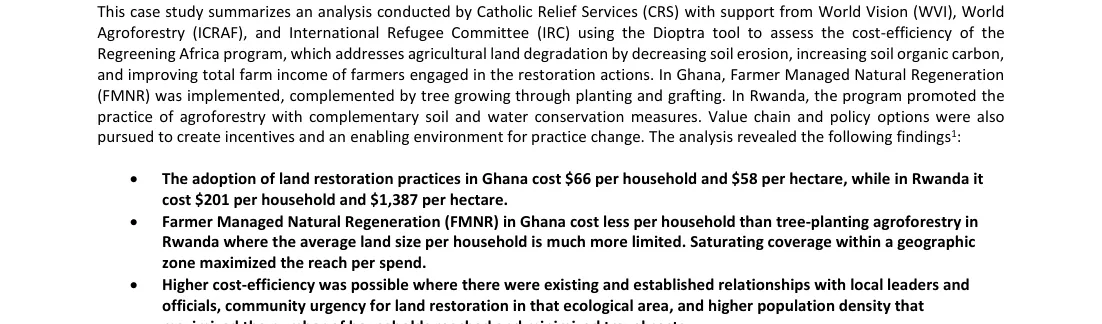 This case study summarizes an analysis conducted by Catholic Relief Services (CRS) with support from World Vision (WVI), World
Agroforestry (ICRAF), and International Refugee Committee (IRC) using the Dioptra tool to assess the cost-efficiency of the
Regreening Africa program, which addresses agricultural land degradation by decreasing soil erosion, increasing soil organic carbon,
and improving total farm income of farmers engaged in the restoration actions. In Ghana, Farmer Managed Natural Regeneration
(FMNR) was implemented, complemented by tree growing through planting and grafting. In Rwanda, the program promoted the
practice of agroforestry with complementary soil and water conservation measures. Value chain and policy options were also
pursued to create incentives and an enabling environment for practice change. The analysis revealed the following findings¹:
• The adoption of land restoration practices in Ghana cost $66 per household and $58 per hectare, while in Rwanda it
cost $201 per household and $1,387 per hectare.
• Farmer Managed Natural Regeneration (FMNR) in Ghana cost less per household than tree-planting agroforestry in
Rwanda where the average land size per household is much more limited. Saturating coverage within a geographic
zone maximized the reach per spend.
• Higher cost-efficiency was possible where there were existing and established relationships with local leaders and
officials, community urgency for land restoration in that ecological area, and higher population density that